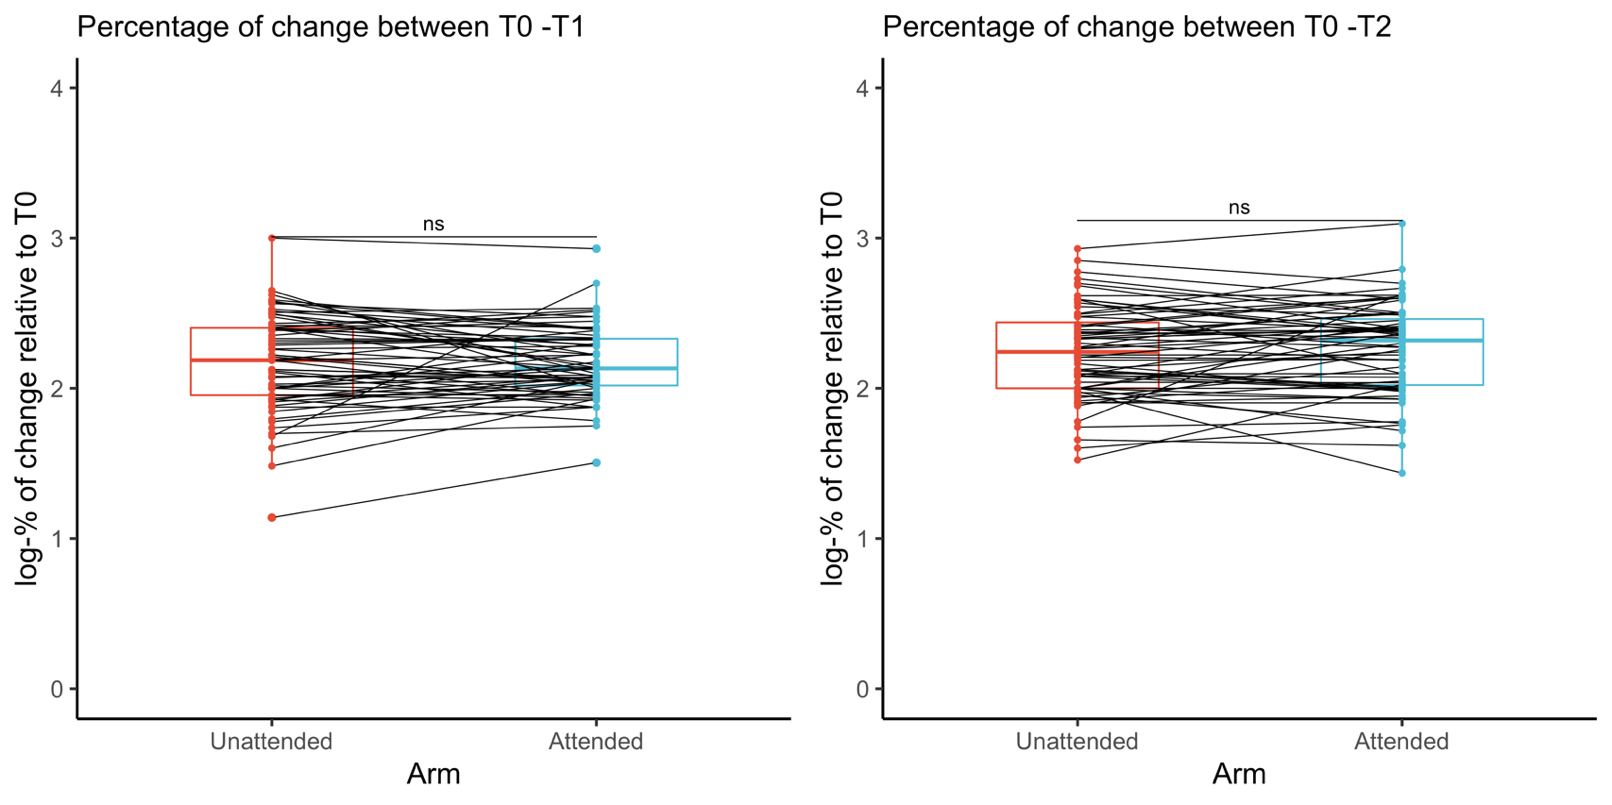 Percentage of change between T0 -T1
log-% of change relative to T0
4
3
2
1
0
ns
Unattended
Attended
Arm
Percentage of change between T0 -T2
log-% of change relative to T0
4
3
2
1
0
ns
Unattended
Attended
Arm